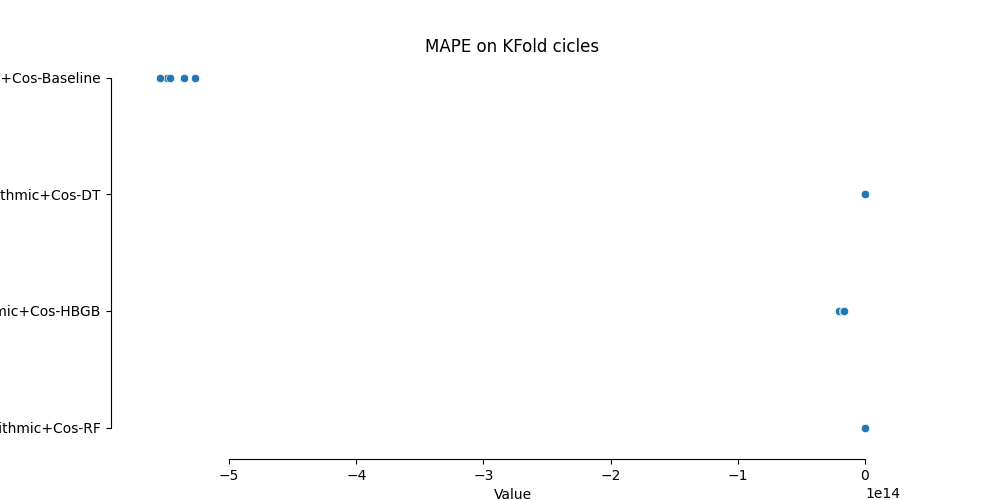 MAPE on KFold cicles
+Cos-Baseline
thmic+Cos-DT
mic+Cos-HBGB
ithmic+Cos-RF
−5 −4 −3 −2 −1 0
1e14
Value